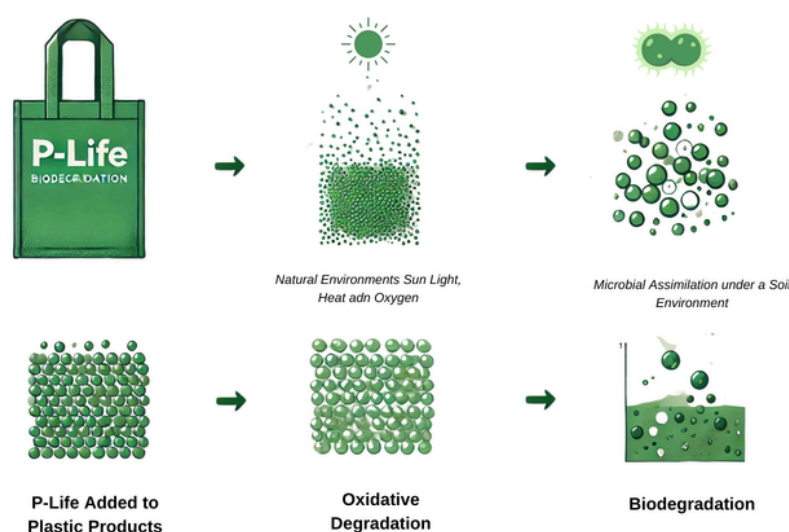 P-Life
BIODEGRADATION
Natural Environments Sun Light,
Heat adn Oxygen
Microbial Assimilation under a Soil
Environment
P-Life Added to
Plastic Products
Oxidative
Degradation
Biodegradation